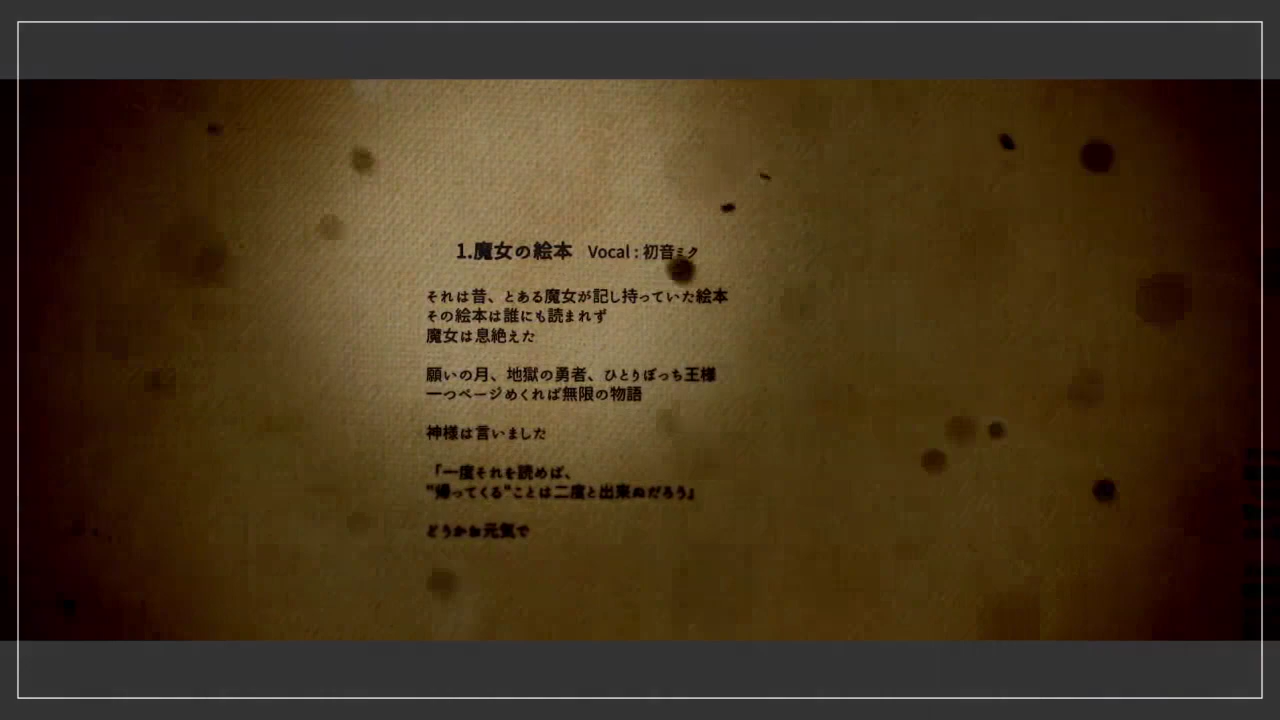 1.魔女の絵本 Vocal : 初音ミク
それは昔、とある魔女が記し持っていた絵本
その絵本は誰にも読まれず
魔女は息絶えた
願いの月、地獄の勇者、ひとりぼっち王様
一つページめくれば無限の物語
神様は言いました
「一度それを読めば、
"帰ってくる"ことは二度と出来ぬだろう』
どうかお元気で